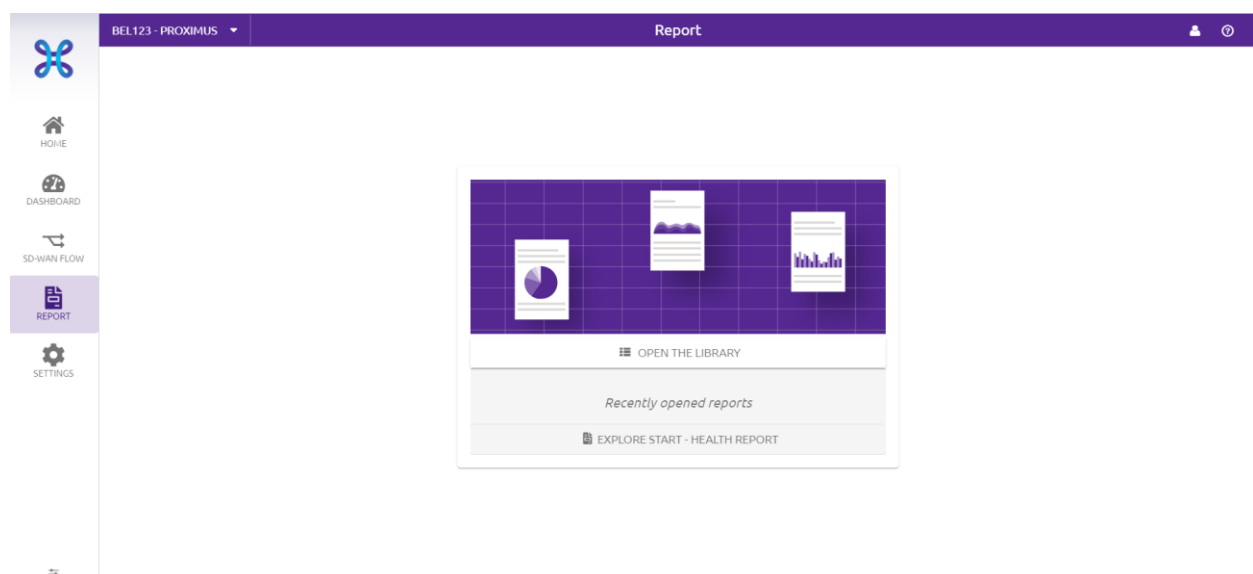 BEL123 - PROXIMUS
Report
HOME
DASHBOARD
SD-WAN FLOW
REPORT
SETTINGS
OPEN THE LIBRARY
Recently opened reports
EXPLORE START - HEALTH REPORT